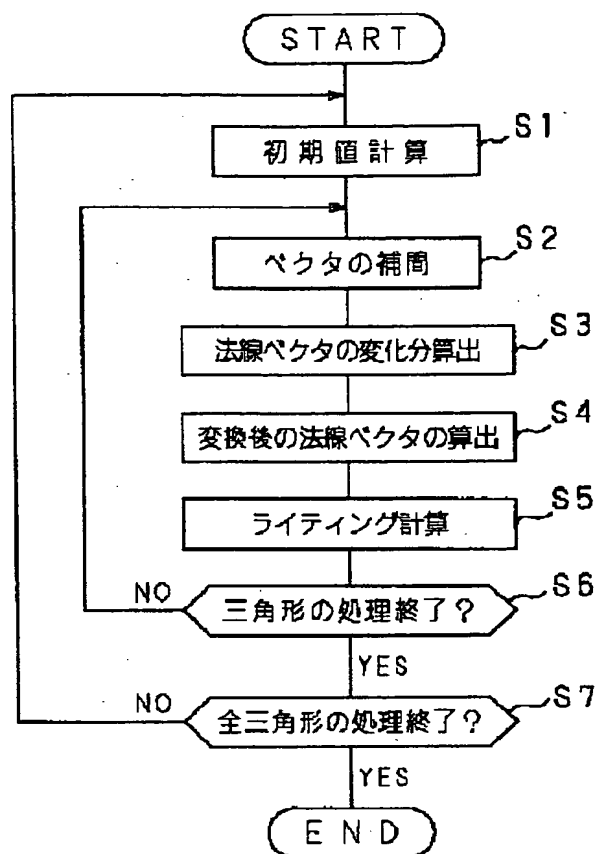 START
初期値計算
S1
ベクタの補間
S2
法線ベクタの変化分算出
S3
変換後の法線ベクタの算出
S4
ライティング計算
S5
三角形の処理終了?
S6
NO
YES
全三角形の処理終了?
S7
NO
YES
END